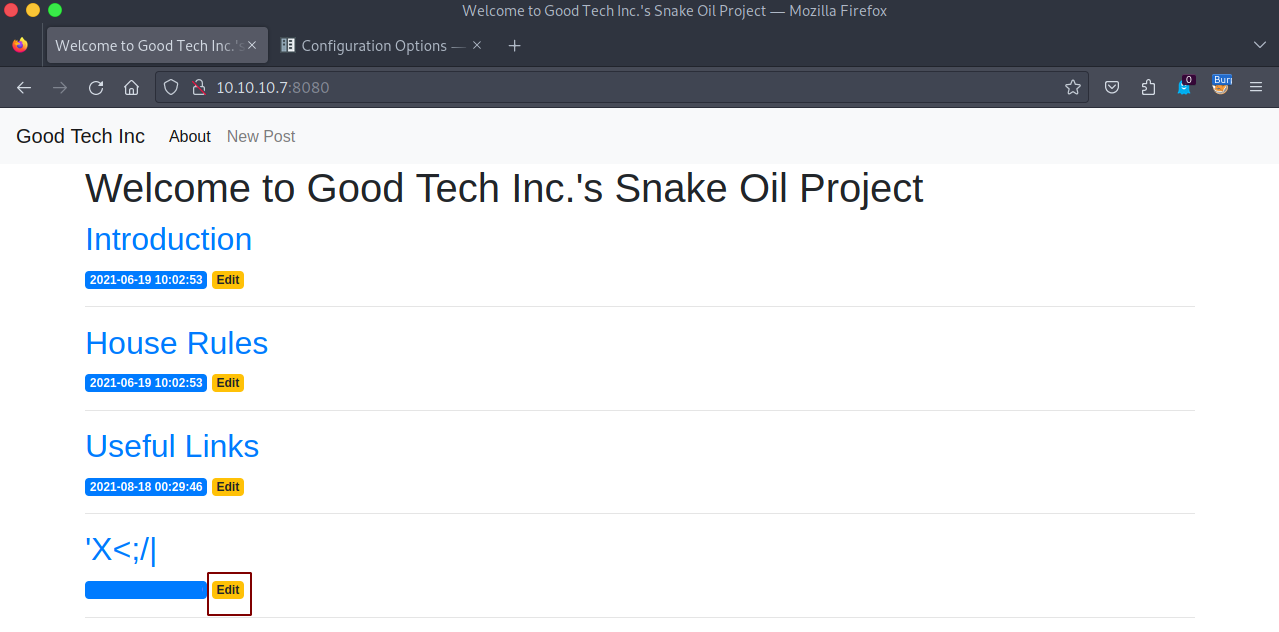 Welcome to Good Tech Inc.'s Snake Oil Project — Mozilla Firefox
Welcome to Good Tech Inc.'s
Configuration Options —
10.10.10.7:8080
0
Burp
Good Tech Inc About New Post
Welcome to Good Tech Inc.'s Snake Oil Project
Introduction
2021-06-19 10:02:53 Edit
House Rules
2021-06-19 10:02:53 Edit
Useful Links
2021-08-18 00:29:46 Edit
'X<;/|
Edit